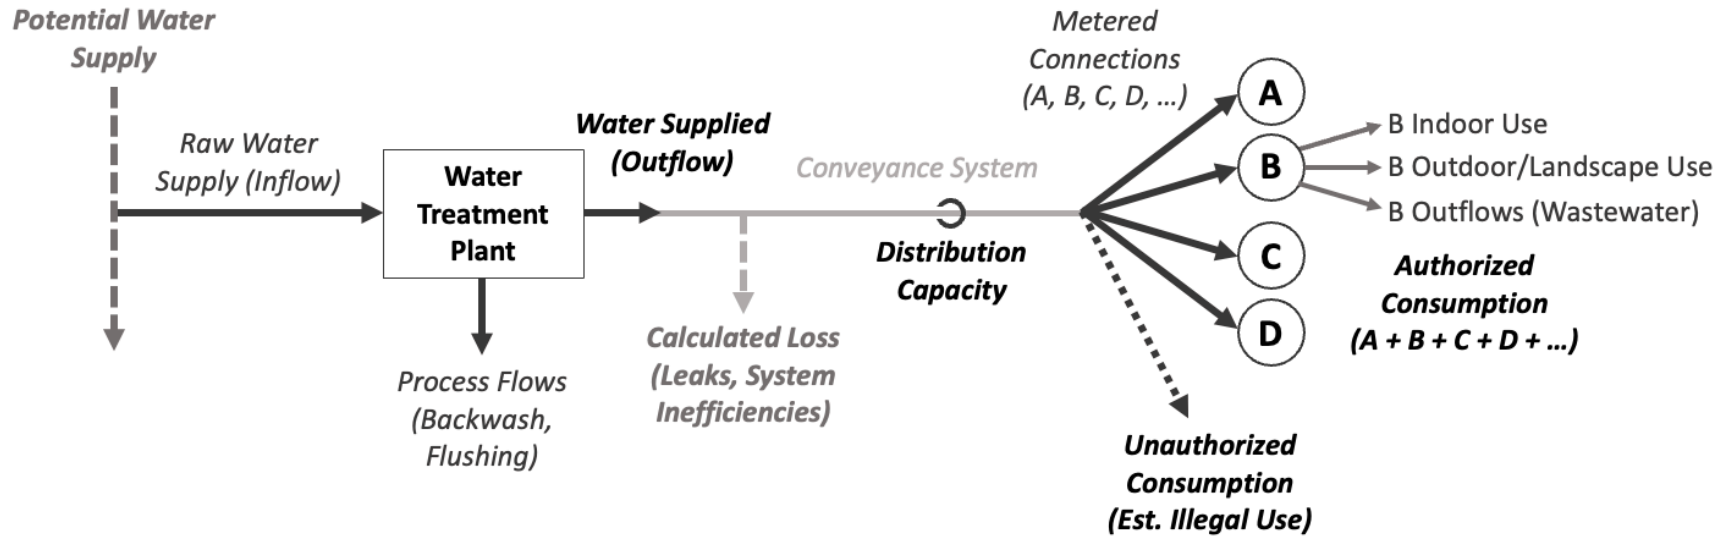 Potential Water
Supply
Raw Water
Supply (Inflow)
Water
Treatment
Plant
Process Flows
(Backwash,
Flushing)
Water Supplied
(Outflow)
Conveyance System
Calculated Loss
(Leaks, System
Inefficiencies)
Distribution
Capacity
Metered
Connections
(A, B, C, D, ...)
A
B
C
D
B Indoor Use
B Outdoor/Landscape Use
B Outflows (Wastewater)
Authorized
Consumption
(A + B + C + D + ...)
Unauthorized
Consumption
(Est. Illegal Use)